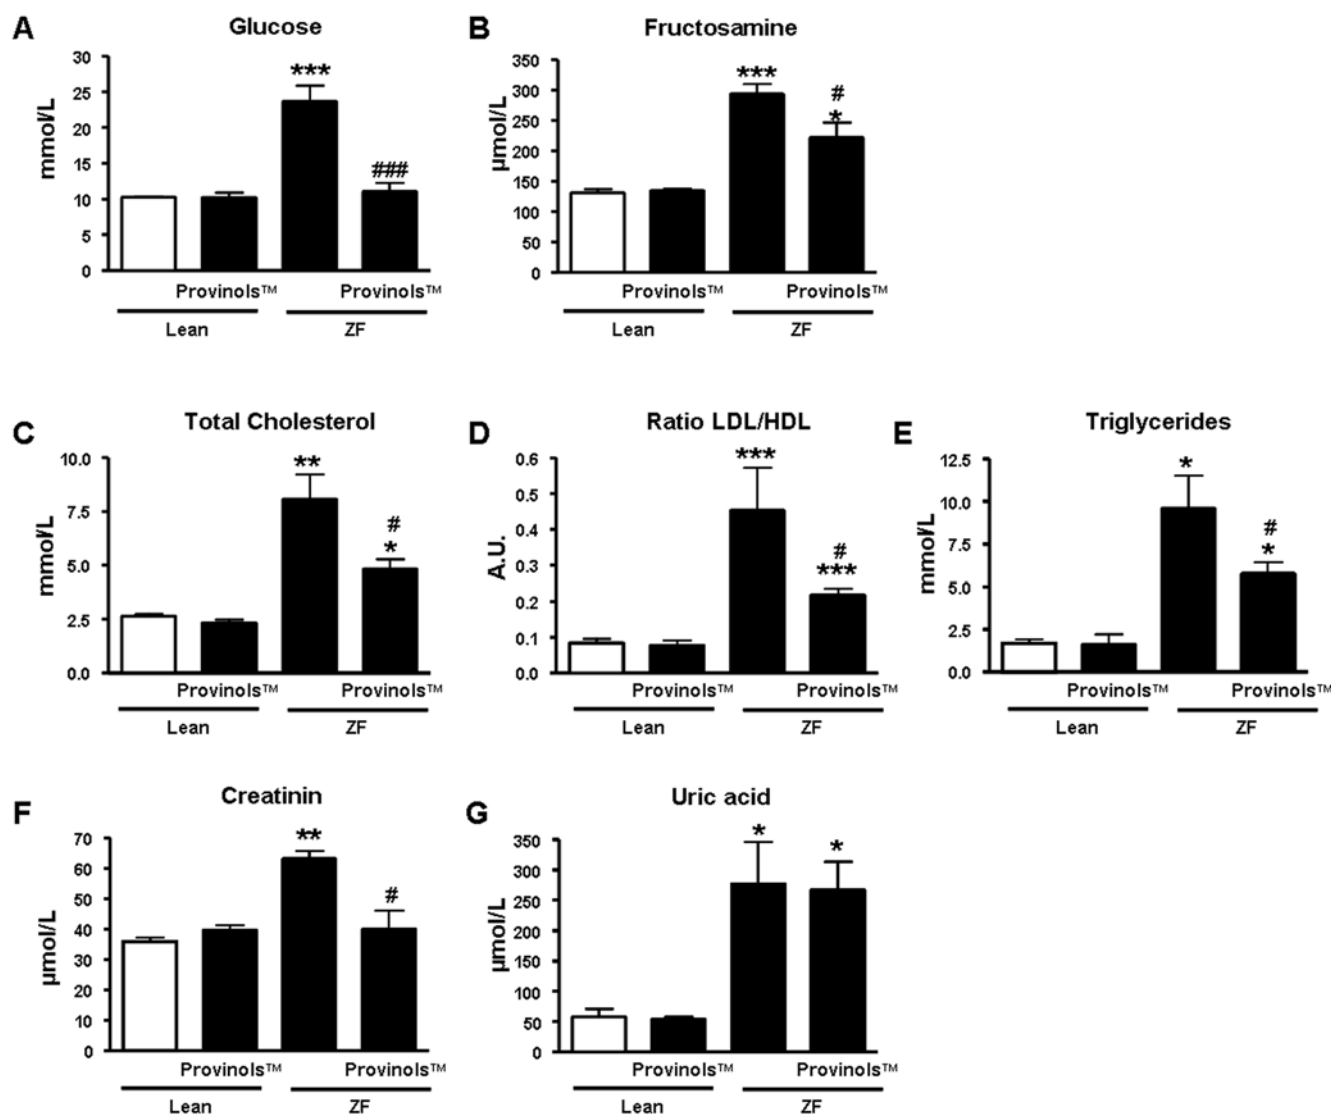 A Glucose
mmol/L
30
25
20
15
10
5
0
***
###
Provinols™ Provinols™
Lean ZF
B Fructosamine
µmol/L
350
300
250
200
150
100
50
0
***
#
*
Provinols™ Provinols™
Lean ZF
C Total Cholesterol
mmol/L
10.0
7.5
5.0
2.5
0.0
**
#
*
Provinols™ Provinols™
Lean ZF
D Ratio LDL/HDL
A.U.
0.6
0.5
0.4
0.3
0.2
0.1
0.0
***
#
***
Provinols™ Provinols™
Lean ZF
E Triglycerides
mmol/L
12.5
10.0
7.5
5.0
2.5
0.0
*
#
*
Provinols™ Provinols™
Lean ZF
F Creatinin
µmol/L
70
60
50
40
30
20
10
0
**
#
Provinols™ Provinols™
Lean ZF
G Uric acid
µmol/L
350
300
250
200
150
100
50
0
*
*
Provinols™ Provinols™
Lean ZF